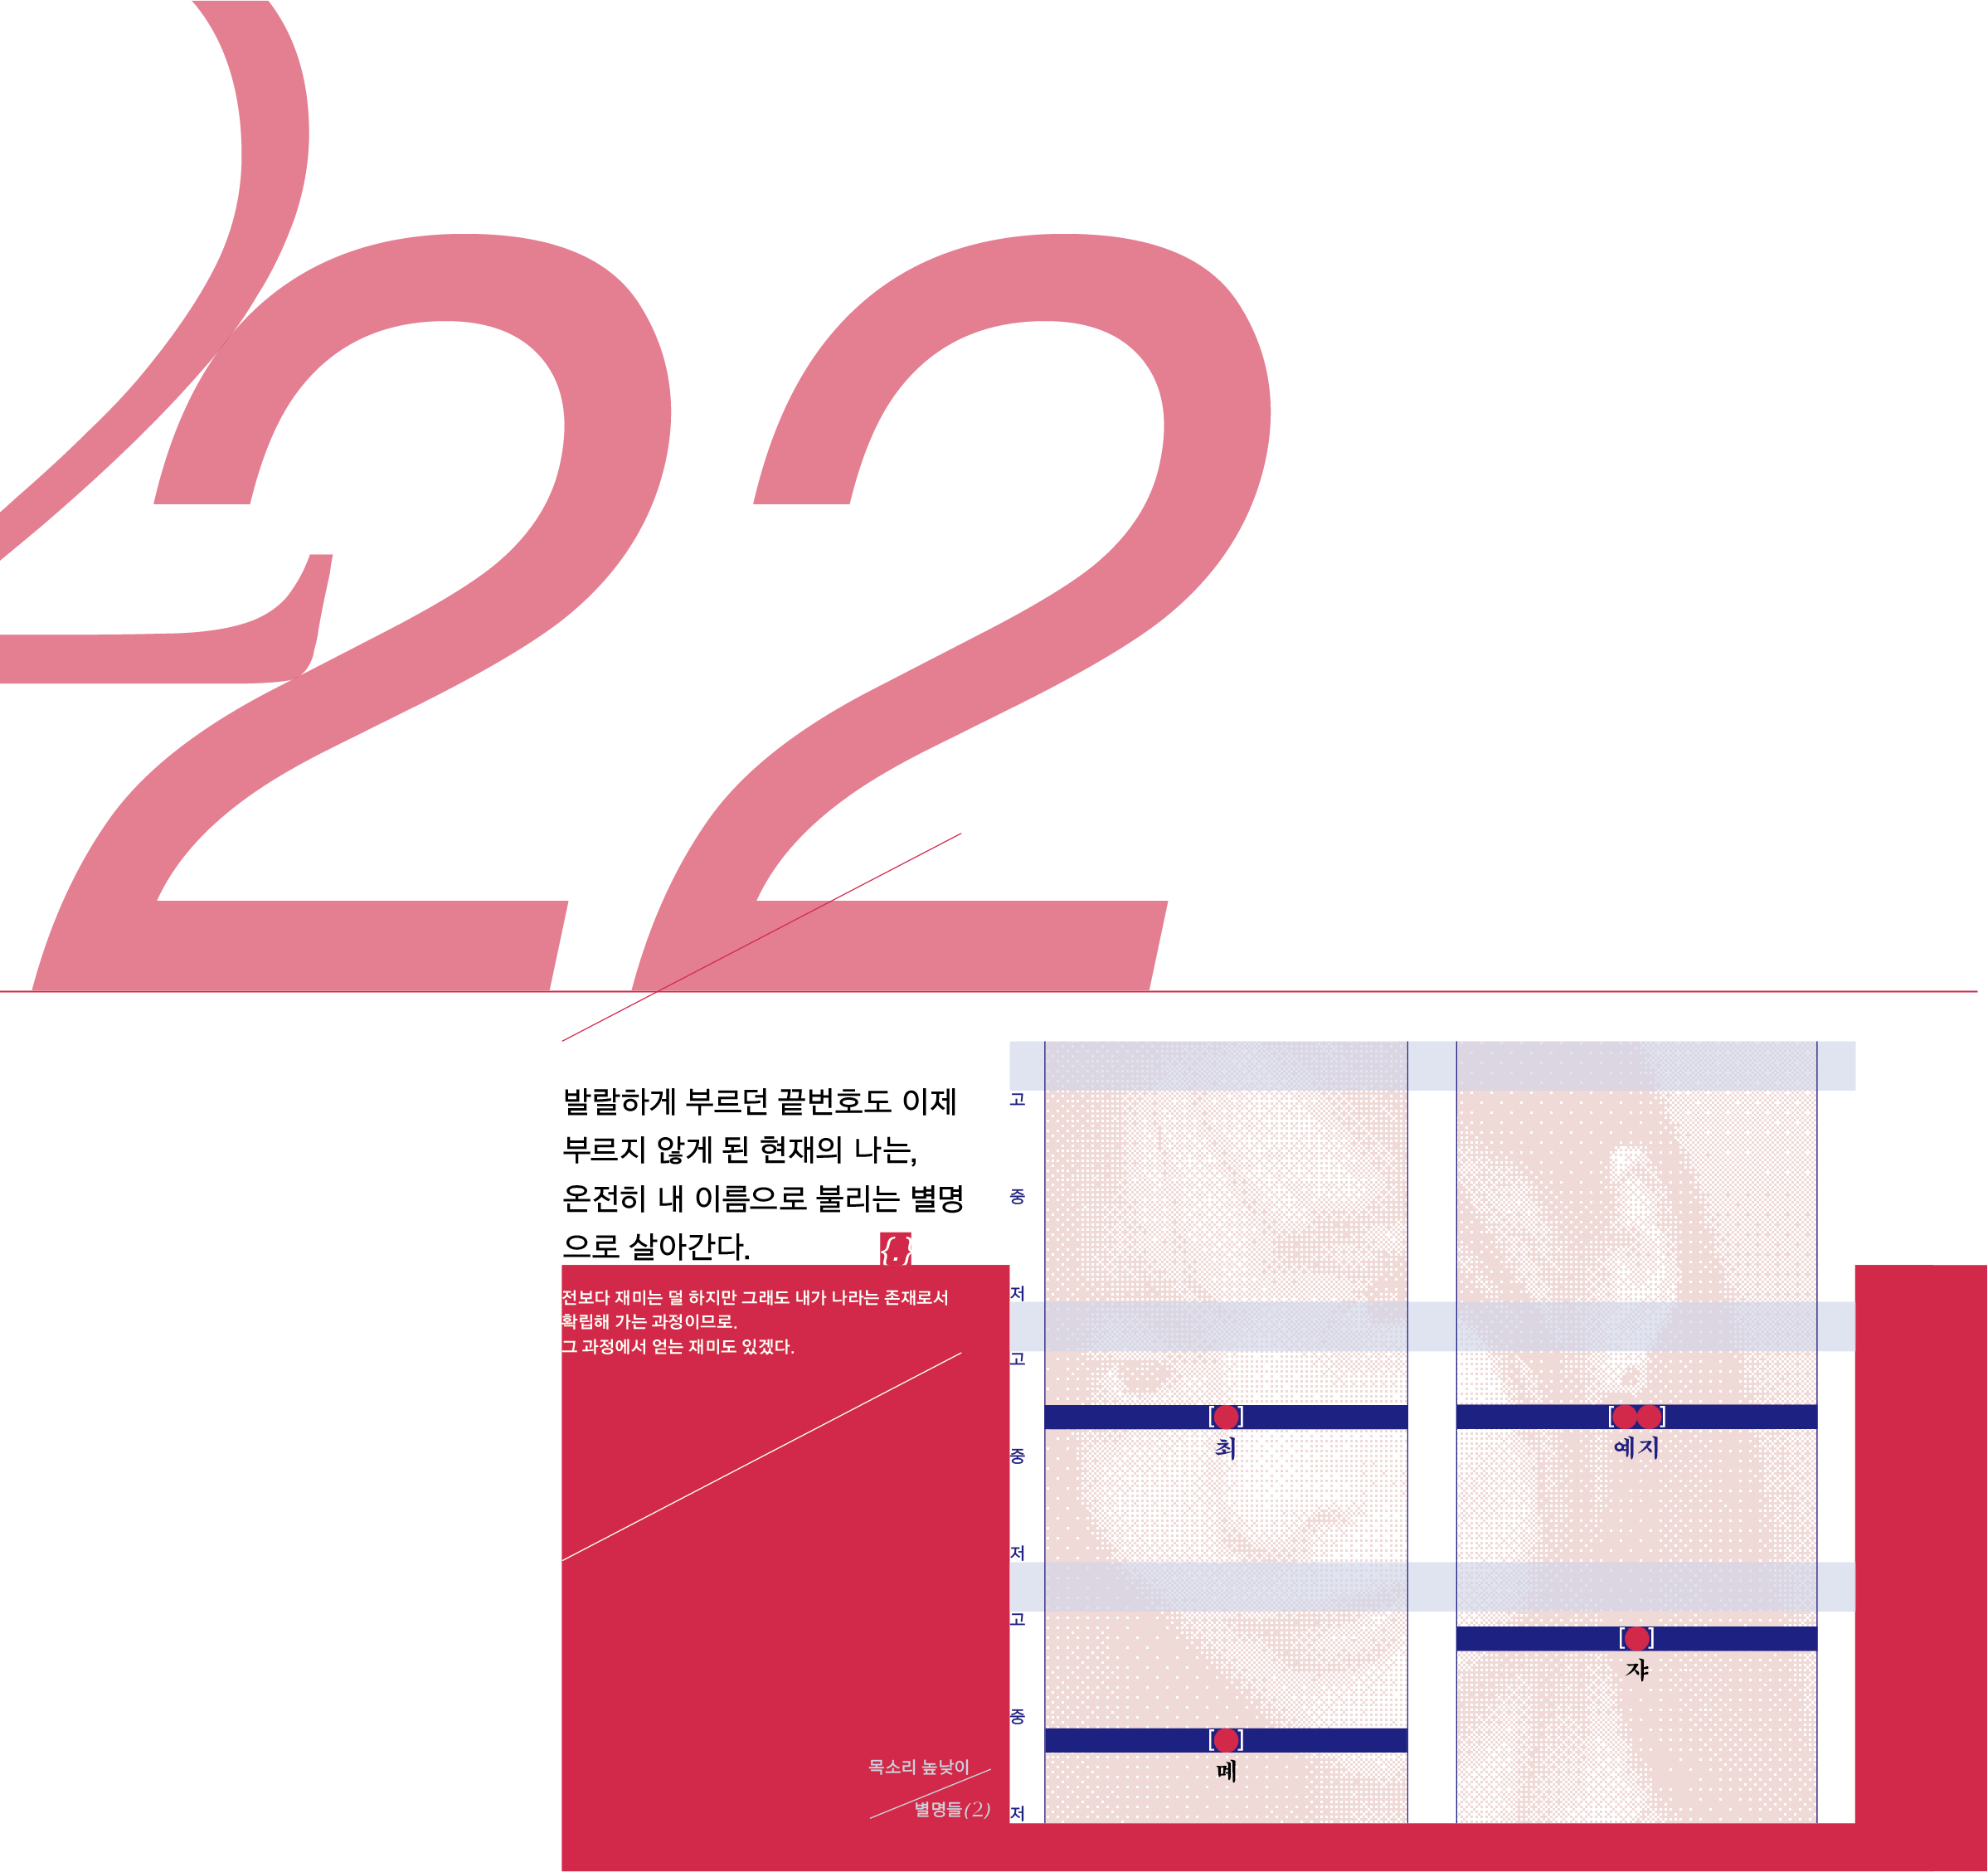 222
발랄하게 부르던 끝번호도 이제
부르지 않게 된 현재의 나는,
온전히 내 이름으로 불리는 별명
으로 살아간다.
{.}
전보다 재미는 덜 하지만 그래도 내가 나라는 존재로서
확립해 가는 과정이므로.
그 과정에서 얻는 재미도 있겠다.
목소리 높낮이
별명들(2)
고
중
저
고
중
저
고
중
저
[●]
최
[●●]
예지
[●]
쟈
[●]
몌